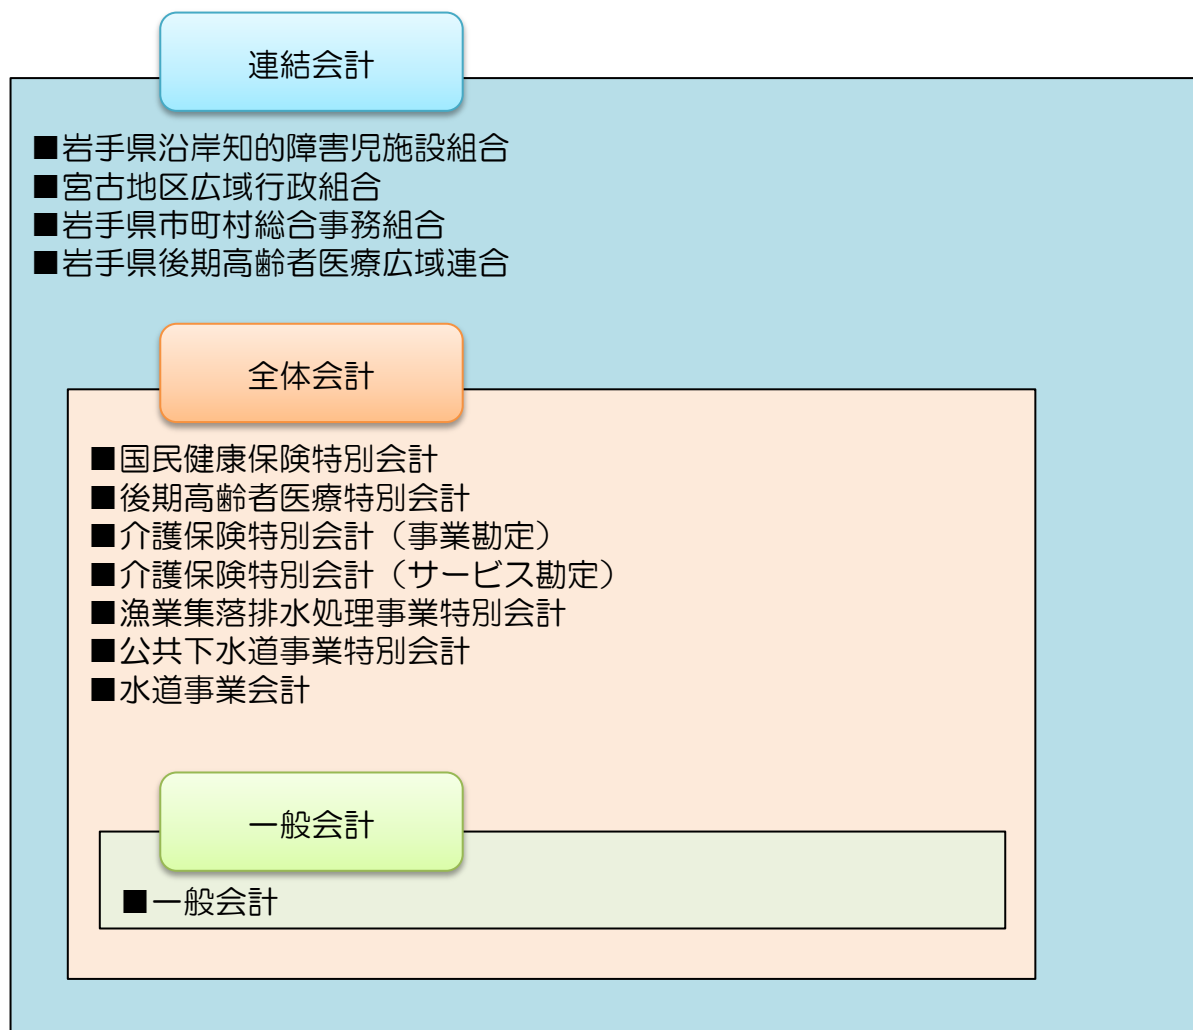 連結会計
■岩手県沿岸知的障害児施設組合
■宮古地区広域行政組合
■岩手県市町村総合事務組合
■岩手県後期高齢者医療広域連合
全体会計
■国民健康保険特別会計
■後期高齢者医療特別会計
■介護保険特別会計（事業勘定）
■介護保険特別会計（サービス勘定）
■漁業集落排水処理事業特別会計
■公共下水道事業特別会計
■水道事業会計
一般会計
■一般会計